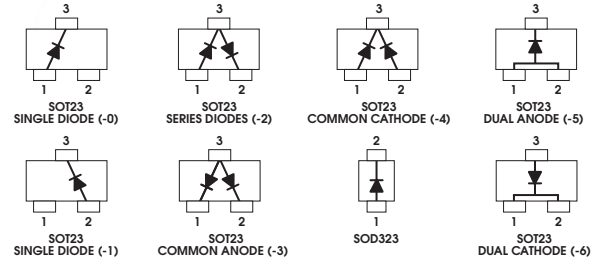 3
3
3
3
1 2
1 2
1 2
1 2
SOT23
SINGLE DIODE (-0)
SOT23
SERIES DIODES (-2)
SOT23
COMMON CATHODE (-4)
SOT23
DUAL ANODE (-5)
3
3
2
3
1 2
1 2
1
1 2
SOT23
SINGLE DIODE (-1)
SOT23
COMMON ANODE (-3)
SOD323
SOT23
DUAL CATHODE (-6)